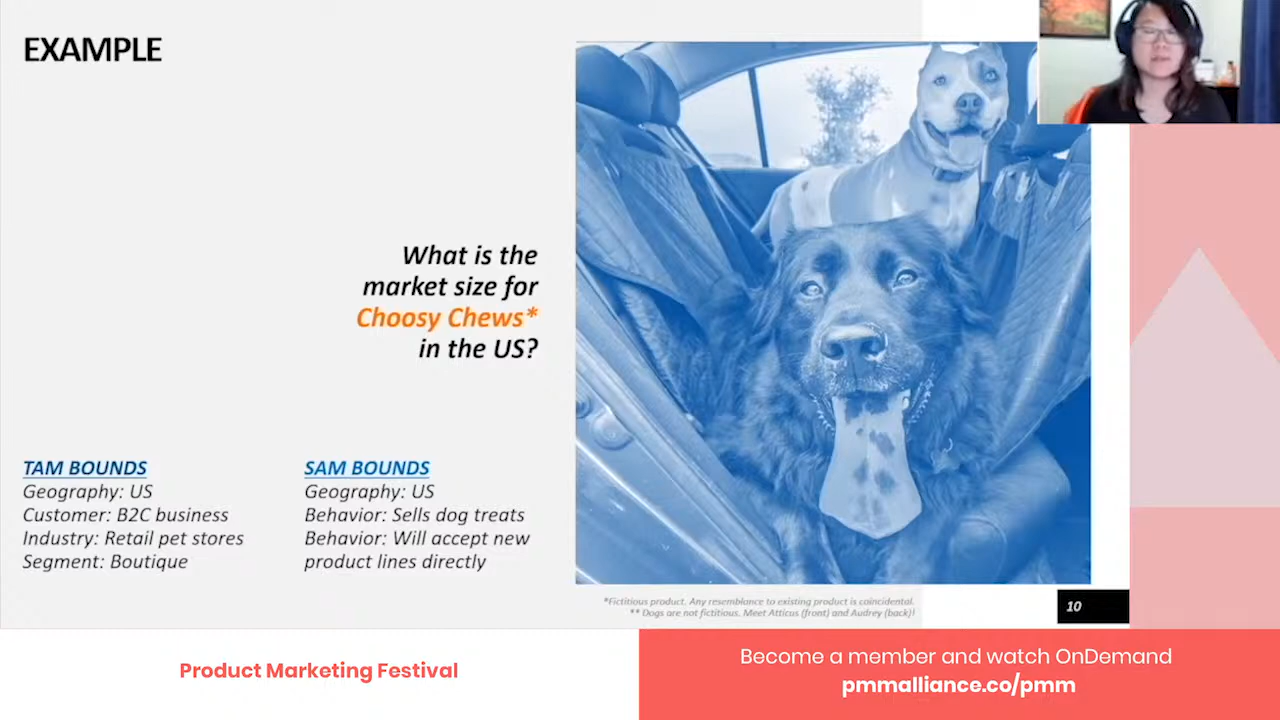 EXAMPLE
What is the
market size for
Choosy Chews*
in the US?
TAM BOUNDS
Geography: US
Customer: B2C business
Industry: Retail pet stores
Segment: Boutique
SAM BOUNDS
Geography: US
Behavior: Sells dog treats
Behavior: Will accept new
product lines directly
*Fictitious product. Any resemblance to existing product is coincidental.
** Dogs are not fictitious. Meet Atticus (front) and Audrey (back)!
10
Product Marketing Festival
Become a member and watch OnDemand
pmmalliance.co/pmm